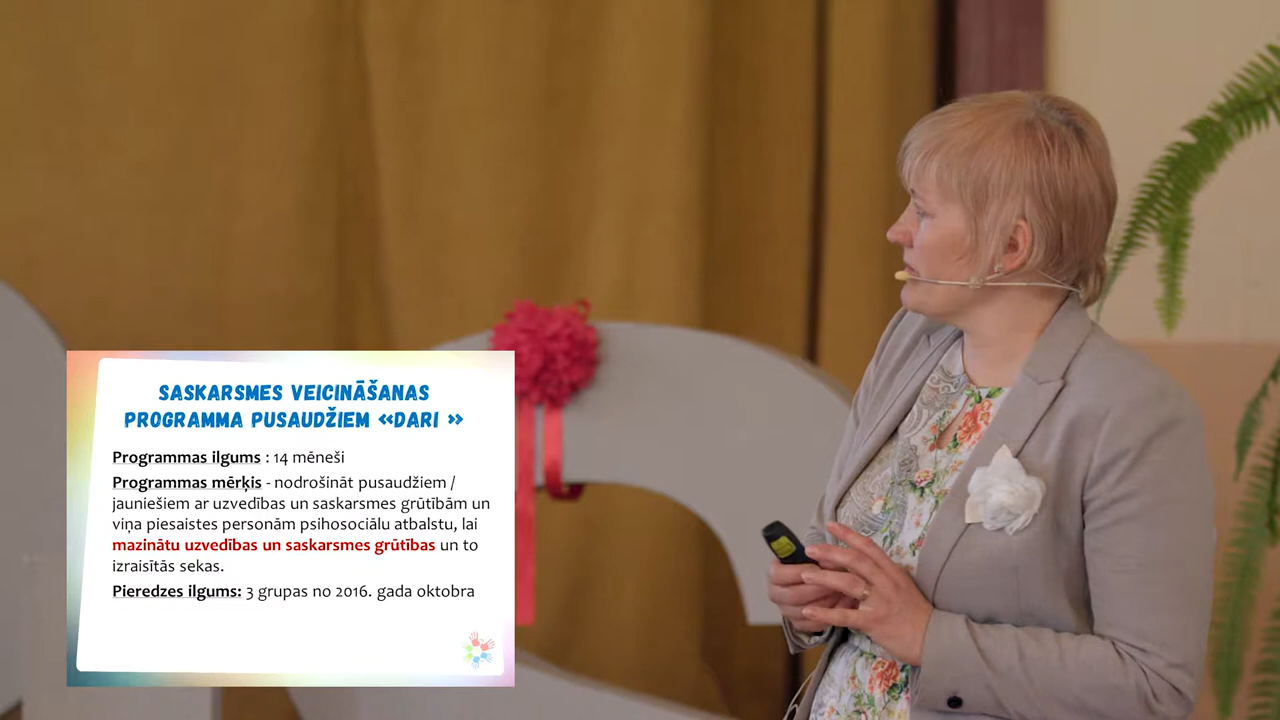 SASKARSMES VEICINĀŠANAS
PROGRAMMA PUSAUDŽIEM «DARI »
Programmas ilgums : 14 mēneši
Programmas mērķis - nodrošināt pusaudžiem /
jauniešiem ar uzvedības un saskarsmes grūtībām un
viņa piesaistes personām psihosociālu atbalstu, lai
mazinātu uzvedības un saskarsmes grūtības un to
izraisītās sekas.
Pieredzes ilgums: 3 grupas no 2016. gada oktobra